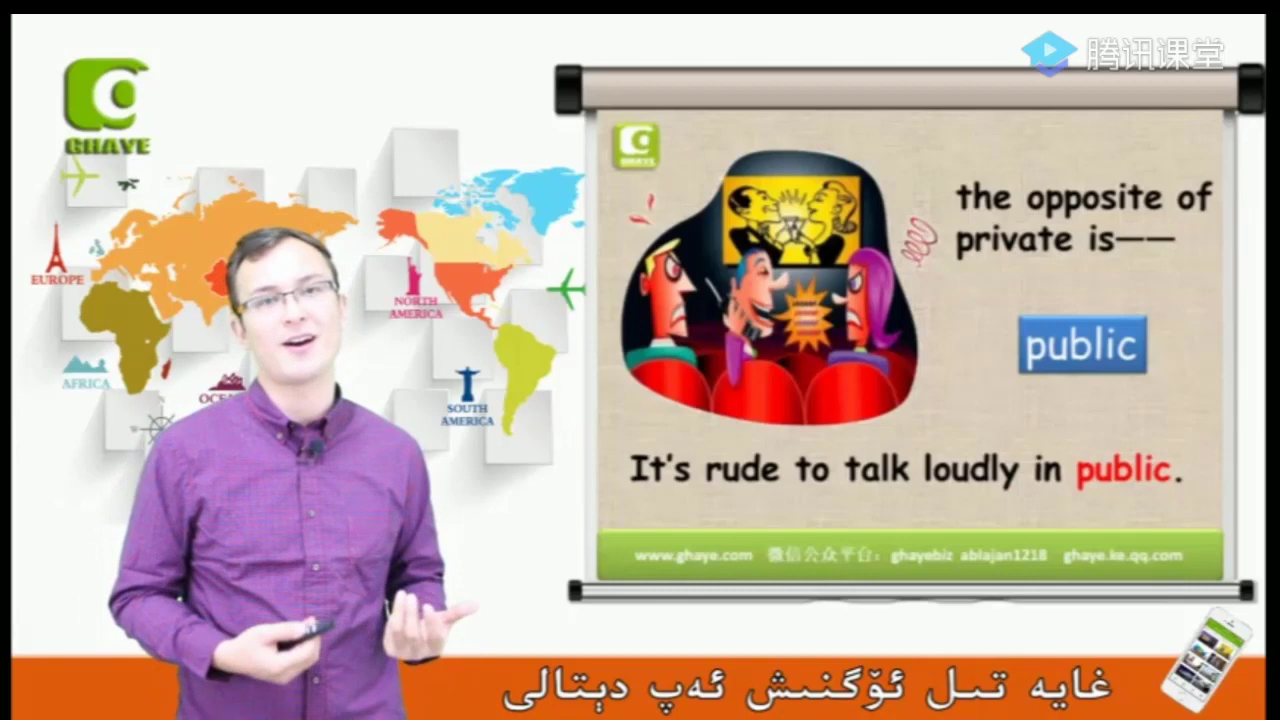 腾讯课堂
GHAYE
GHAYE
the opposite of
private is——
EUROPE
NORTH
AMERICA
public
AFRICA
SOUTH
AMERICA
It's rude to talk loudly in public.
www.ghaye.com 微信公众平台: ghayebiz ablajan1218 ghaye.ke.qq.com
غايە تىل ئۆگىنىش ئەپ دېتالى